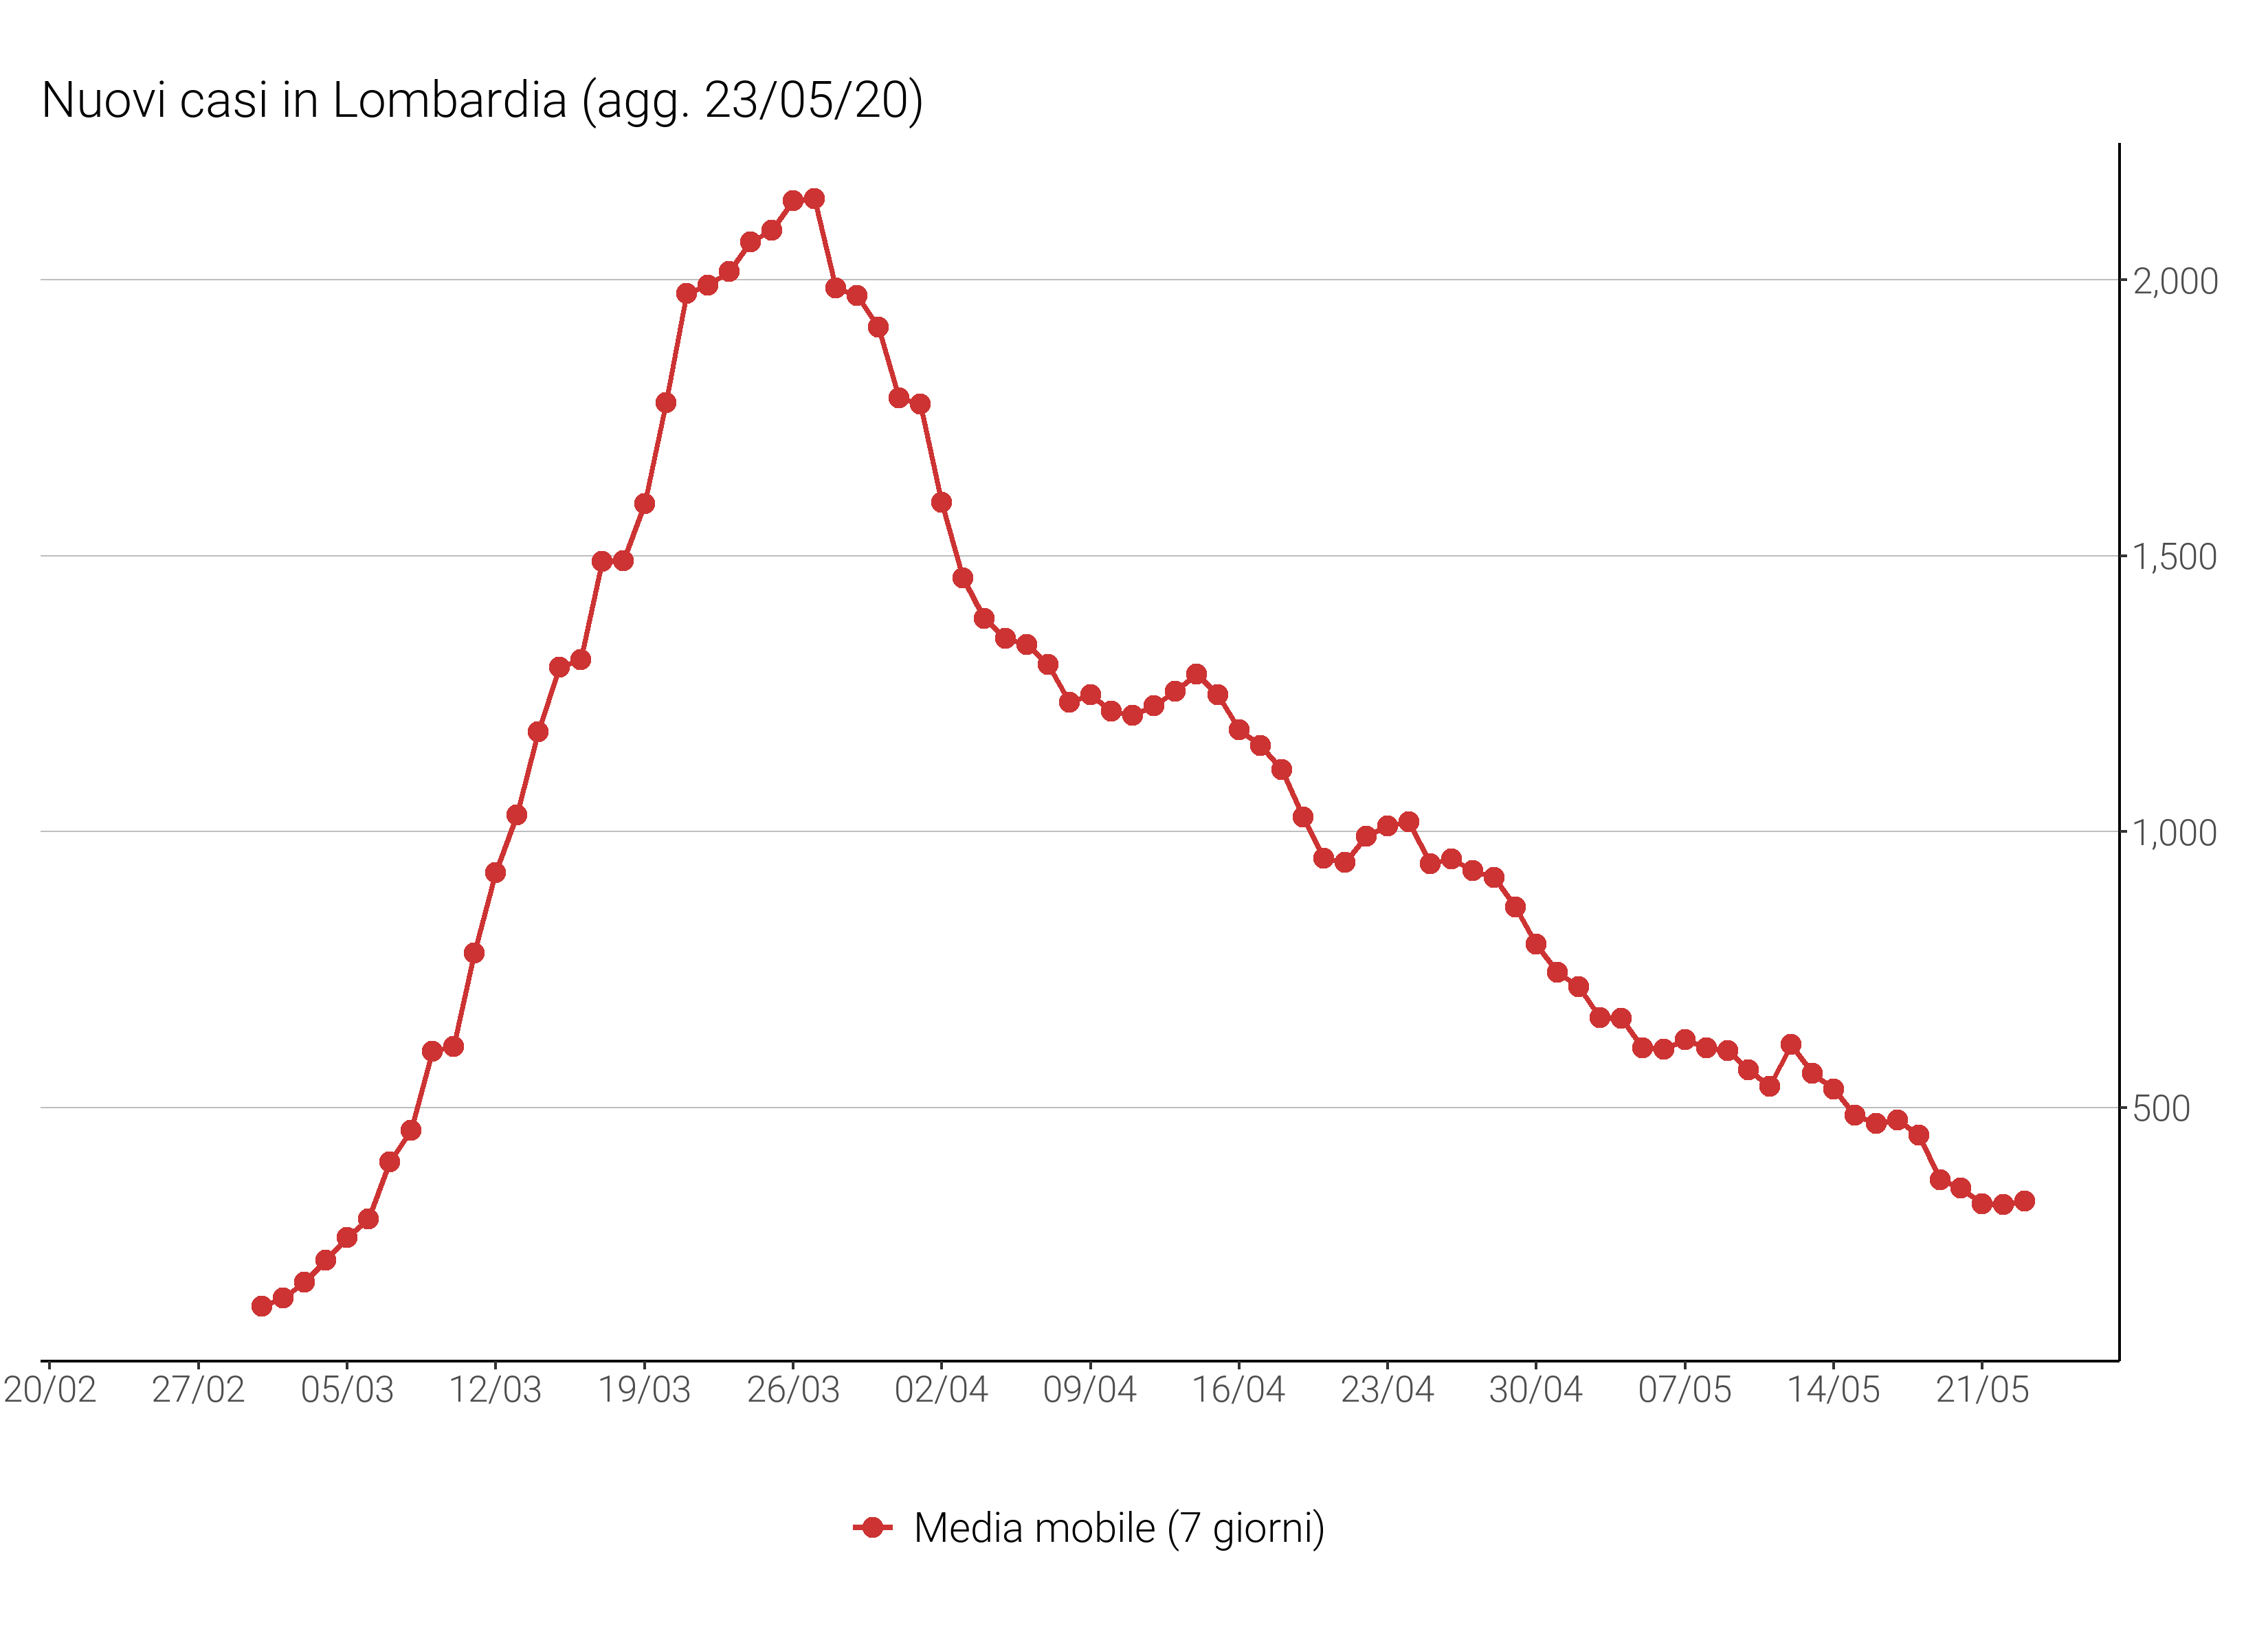 Nuovi casi in Lombardia (agg. 23/05/20)
2,000
1,500
1,000
500
20/02 27/02 05/03 12/03 19/03 26/03 02/04 09/04 16/04 23/04 30/04 07/05 14/05 21/05
Media mobile (7 giorni)